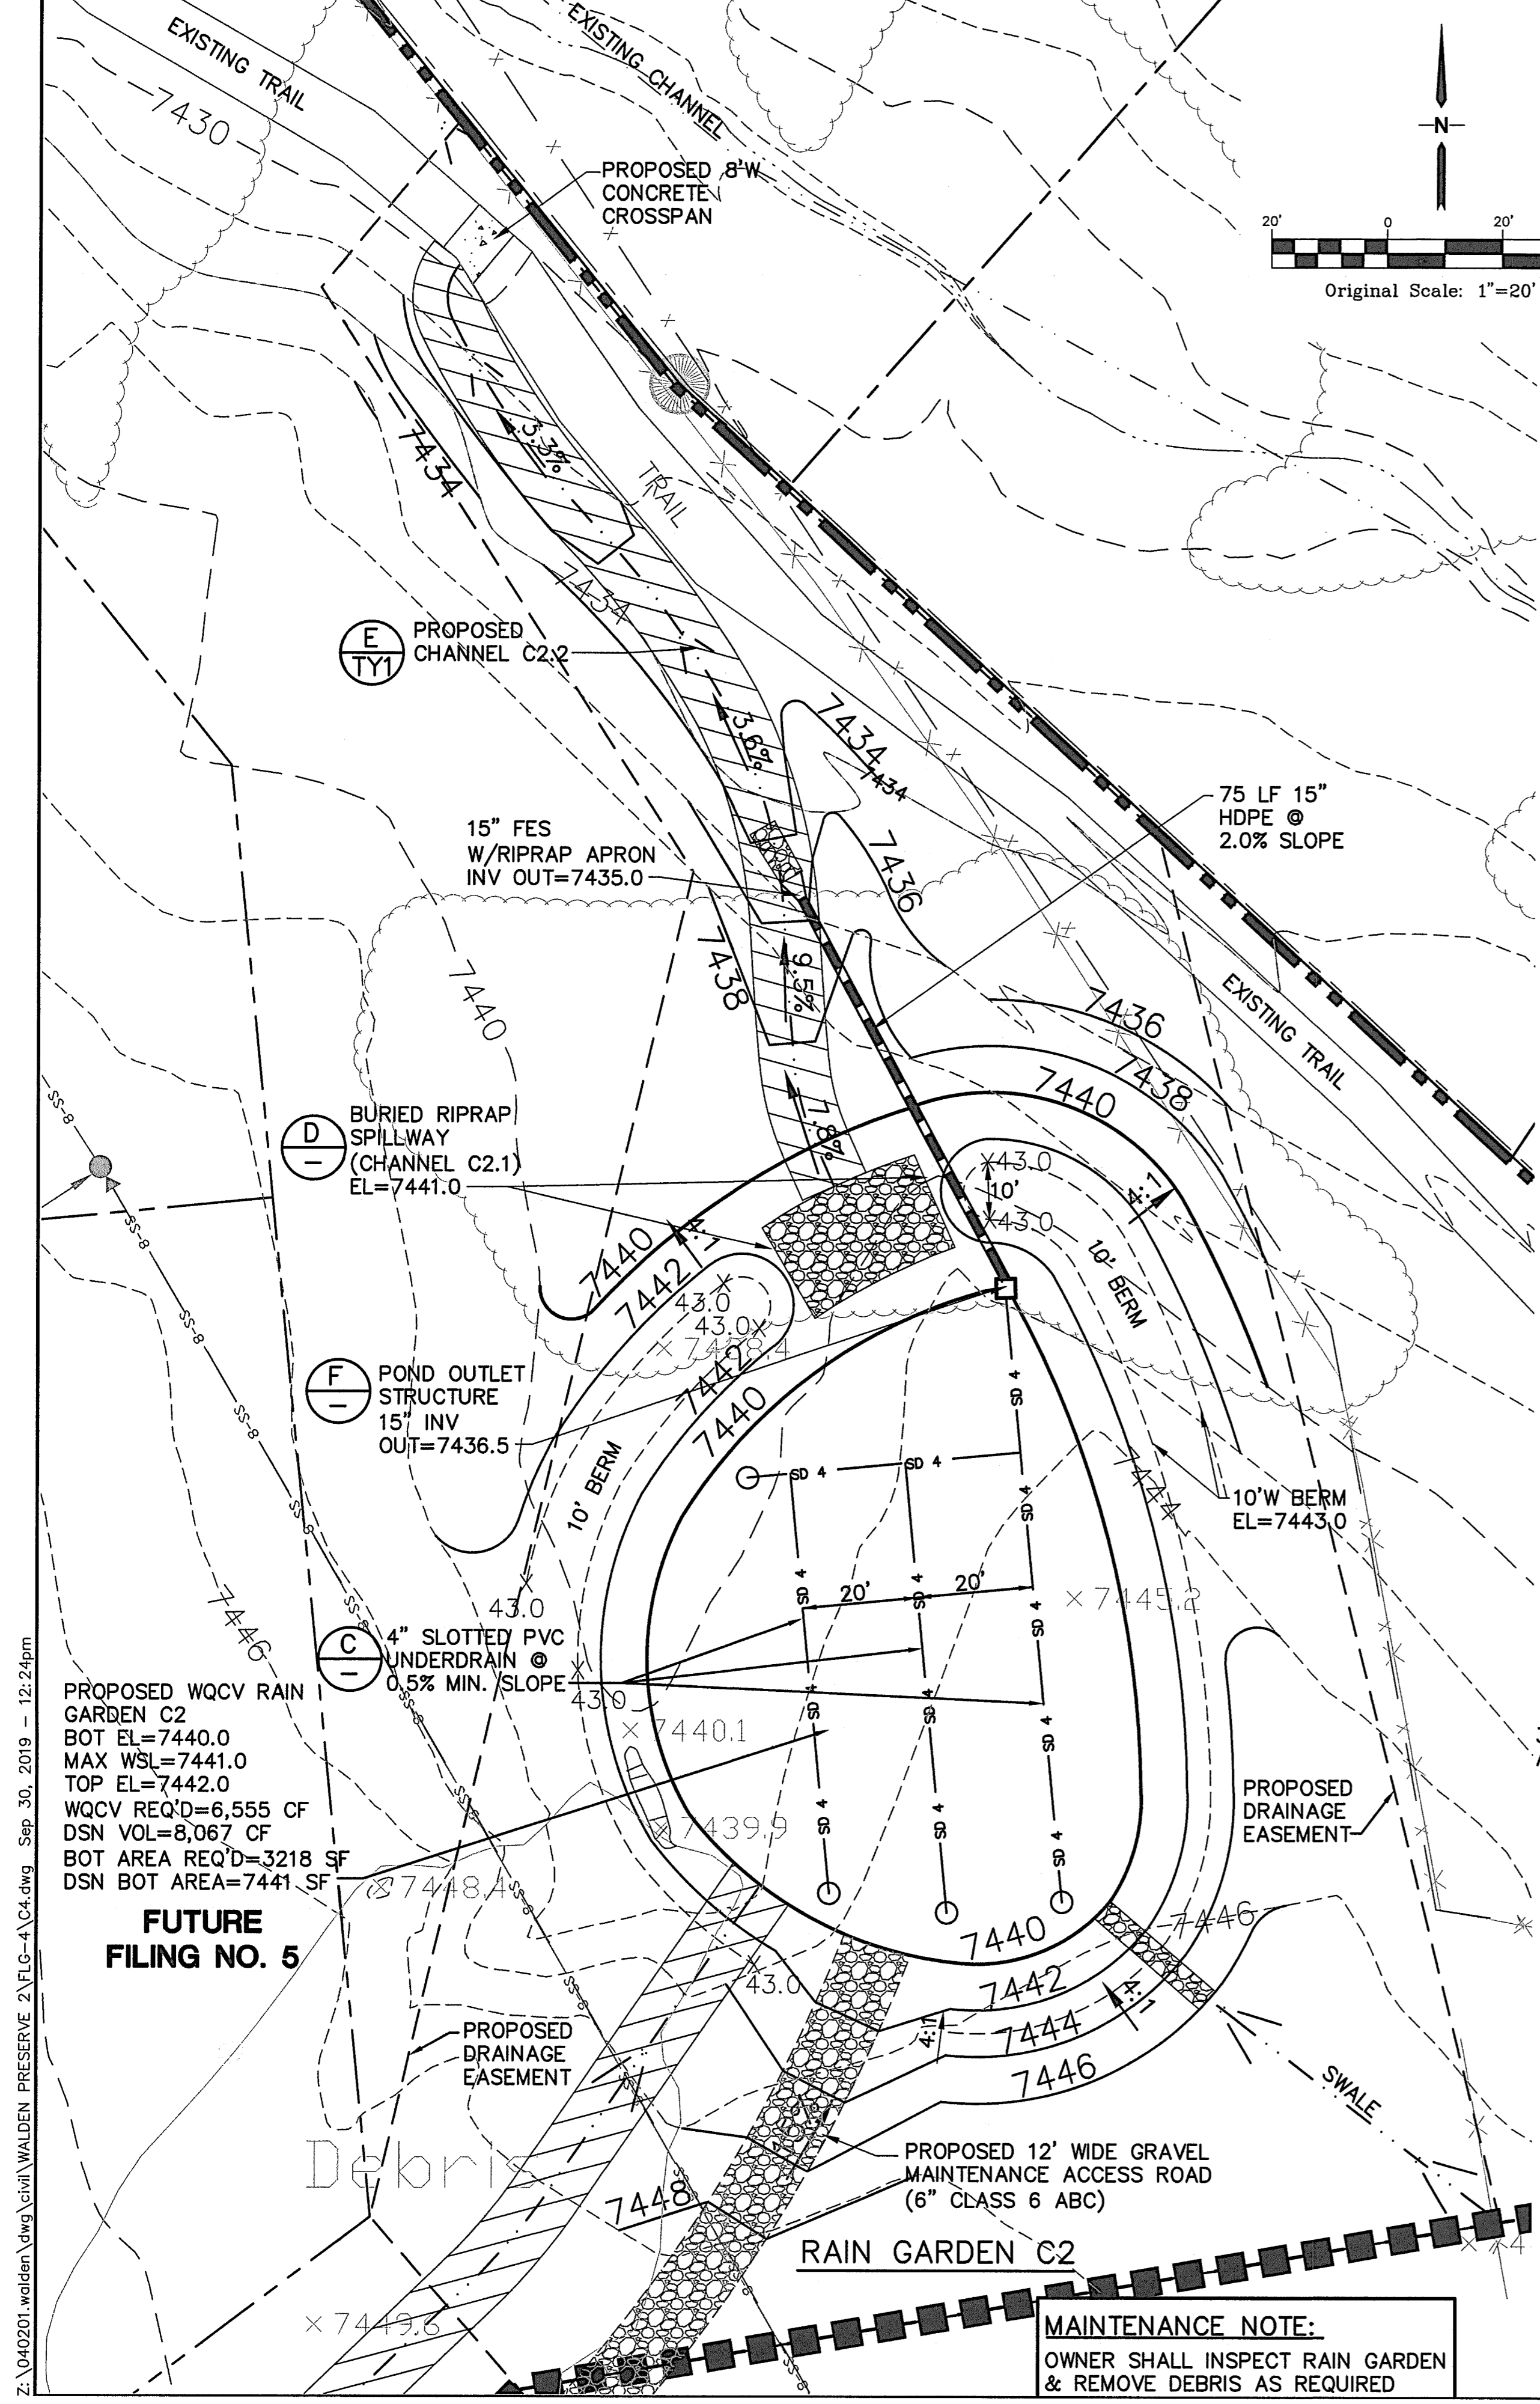 EXISTING TRAIL
EXISTING CHANNEL
7430
PROPOSED 8'W
CONCRETE
CROSSPAN
N
20'
0
20'
Original Scale: 1"=20'
7434
3.3%
TRAIL
7434
E
TY1
PROPOSED
CHANNEL C2.2
3.6%
7434
7434
75 LF 15"
HDPE @
2.0% SLOPE
15" FES
W/RIPRAP APRON
INV OUT=7435.0
7436
7438
9.5%
7440
EXISTING TRAIL
7436
7438
7440
SS-8
D
–
BURIED RIPRAP
SPILLWAY
(CHANNEL C2.1)
EL=7441.0
7.8%
43.0
10'
43.0
4:1
10' BERM
SS-8
7440
4:1
7442
43.0
43.0
7438.4
SS-8
F
–
POND OUTLET
STRUCTURE
15" INV
OUT=7436.5
7442
7440
SD 4
SS-8
10' BERM
SD 4
SD 4
7444
10'W BERM
EL=7443.0
SD 4
SD 4
SD 4
20'
20'
7445.2
43.0
7446
C
–
4" SLOTTED PVC
UNDERDRAIN @
0.5% MIN. SLOPE
43.0
SD 4
SD 4
SD 4
SD 4
7440.1
PROPOSED WQCV RAIN
GARDEN C2
BOT EL=7440.0
MAX WSL=7441.0
TOP EL=7442.0
WQCV REQ'D=6,555 CF
DSN VOL=8,067 CF
BOT AREA REQ'D=3218 SF
DSN BOT AREA=7441 SF
7439.9
SD 4
SD 4
SD 4
PROPOSED
DRAINAGE
EASEMENT
7448.4
FUTURE
FILING NO. 5
7440
7446
7442
43.0
4:1
4:1
7444
7446
PROPOSED
DRAINAGE
EASEMENT
SWALE
Debris
PROPOSED 12' WIDE GRAVEL
MAINTENANCE ACCESS ROAD
(6" CLASS 6 ABC)
7448
RAIN GARDEN C2
7449.6
MAINTENANCE NOTE:
OWNER SHALL INSPECT RAIN GARDEN
& REMOVE DEBRIS AS REQUIRED
Z:\040201.walden\dwg\civil\WALDEN PRESERVE 2\FLG-4\C4.dwg Sep 30, 2019 - 12:24pm